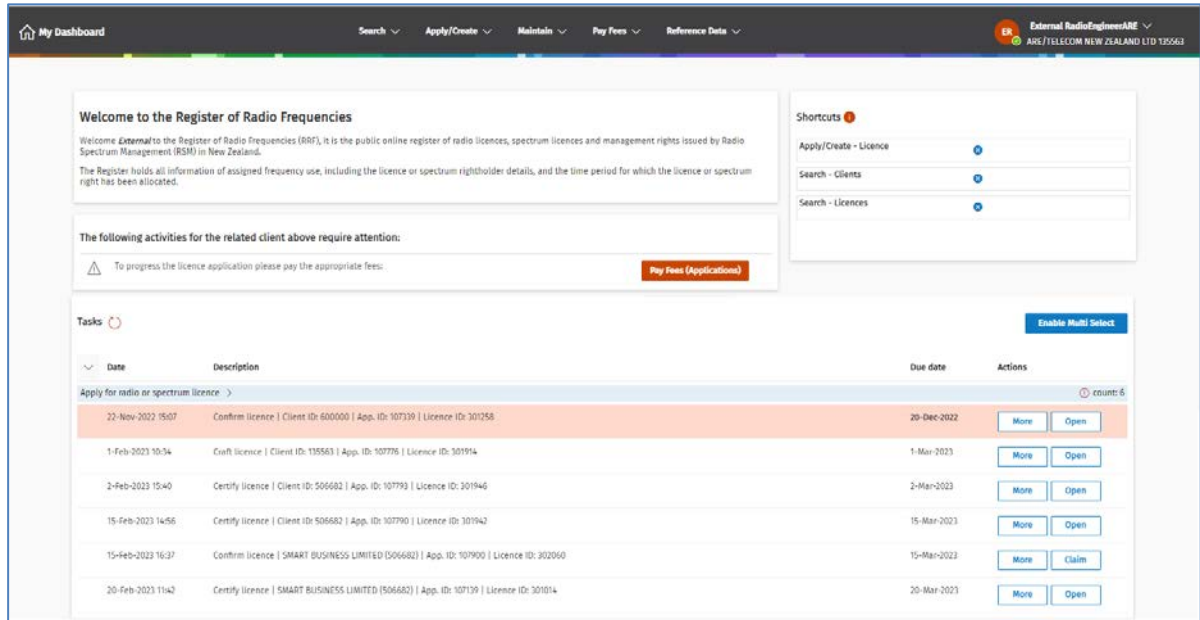 My Dashboard
Search
Apply/Create
Maintain
Pay Fees
Reference Data
ER
External RadioEngineerARE
ARE/TELECOM NEW ZEALAND LTD 135563
Welcome to the Register of Radio Frequencies
Welcome External to the Register of Radio Frequencies (RRF), it is the public online register of radio licences, spectrum licences and management rights issued by Radio
Spectrum Management (RSM) in New Zealand.
The Register holds all information of assigned frequency use, including the licence or spectrum rightholder details, and the time period for which the licence or spectrum
right has been allocated.
Shortcuts
Apply/Create - Licence
Search - Clients
Search - Licences
The following activities for the related client above require attention:
To progress the licence application please pay the appropriate fees:
Pay Fees (Applications)
Tasks
Enable Multi Select
Date Description Due date Actions
Apply for radio or spectrum licence > count: 6
22-Nov-2022 15:07 Confirm licence | Client ID: 600000 | App. ID: 107339 | Licence ID: 301258 20-Dec-2022 More Open
1-Feb-2023 10:34 Craft licence | Client ID: 135563 | App. ID: 107776 | Licence ID: 301914 1-Mar-2023 More Open
2-Feb-2023 15:40 Certify licence | Client ID: 506682 | App. ID: 107793 | Licence ID: 301946 2-Mar-2023 More Open
15-Feb-2023 14:56 Certify licence | Client ID: 506682 | App. ID: 107790 | Licence ID: 301942 15-Mar-2023 More Open
15-Feb-2023 16:37 Confirm licence | SMART BUSINESS LIMITED (506682) | App. ID: 107900 | Licence ID: 302060 15-Mar-2023 More Claim
20-Feb-2023 11:42 Certify licence | SMART BUSINESS LIMITED (506682) | App. ID: 107139 | Licence ID: 301014 20-Mar-2023 More Open